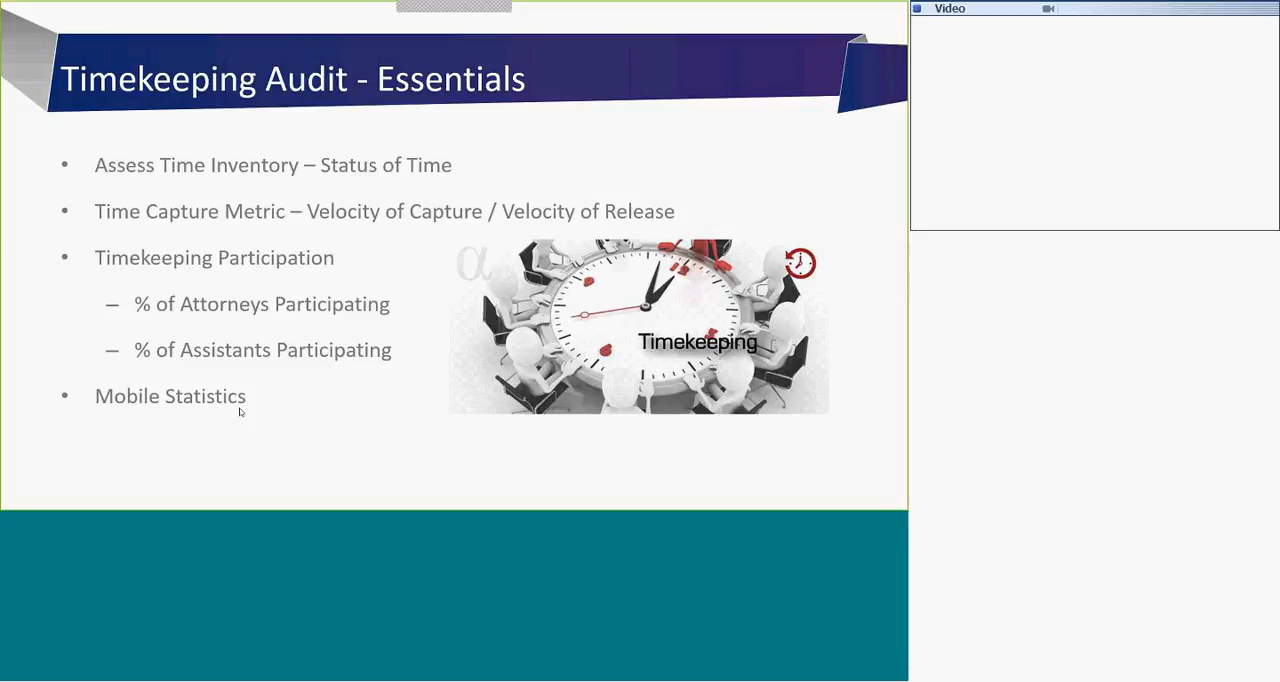 Timekeeping Audit - Essentials
• Assess Time Inventory – Status of Time
• Time Capture Metric – Velocity of Capture / Velocity of Release
• Timekeeping Participation
– % of Attorneys Participating
– % of Assistants Participating
• Mobile Statistics
α
Timekeeping
Video